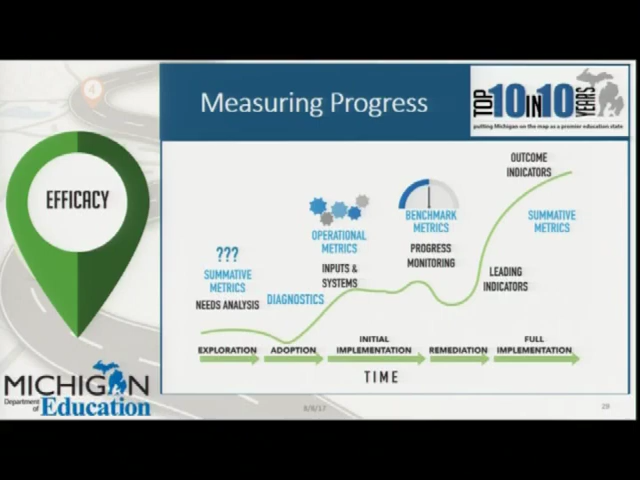 4
Measuring Progress
TOP 10 IN 10 YEARS
putting Michigan on the map as a premier education state
EFFICACY
OUTCOME
INDICATORS
BENCHMARK
METRICS
SUMMATIVE
METRICS
OPERATIONAL
METRICS
PROGRESS
MONITORING
???
SUMMATIVE
METRICS
NEEDS ANALYSIS
DIAGNOSTICS
INPUTS &
SYSTEMS
LEADING
INDICATORS
EXPLORATION
ADOPTION
INITIAL
IMPLEMENTATION
REMEDIATION
FULL
IMPLEMENTATION
TIME
MICHIGAN
Department
of Education
8/8/17
29